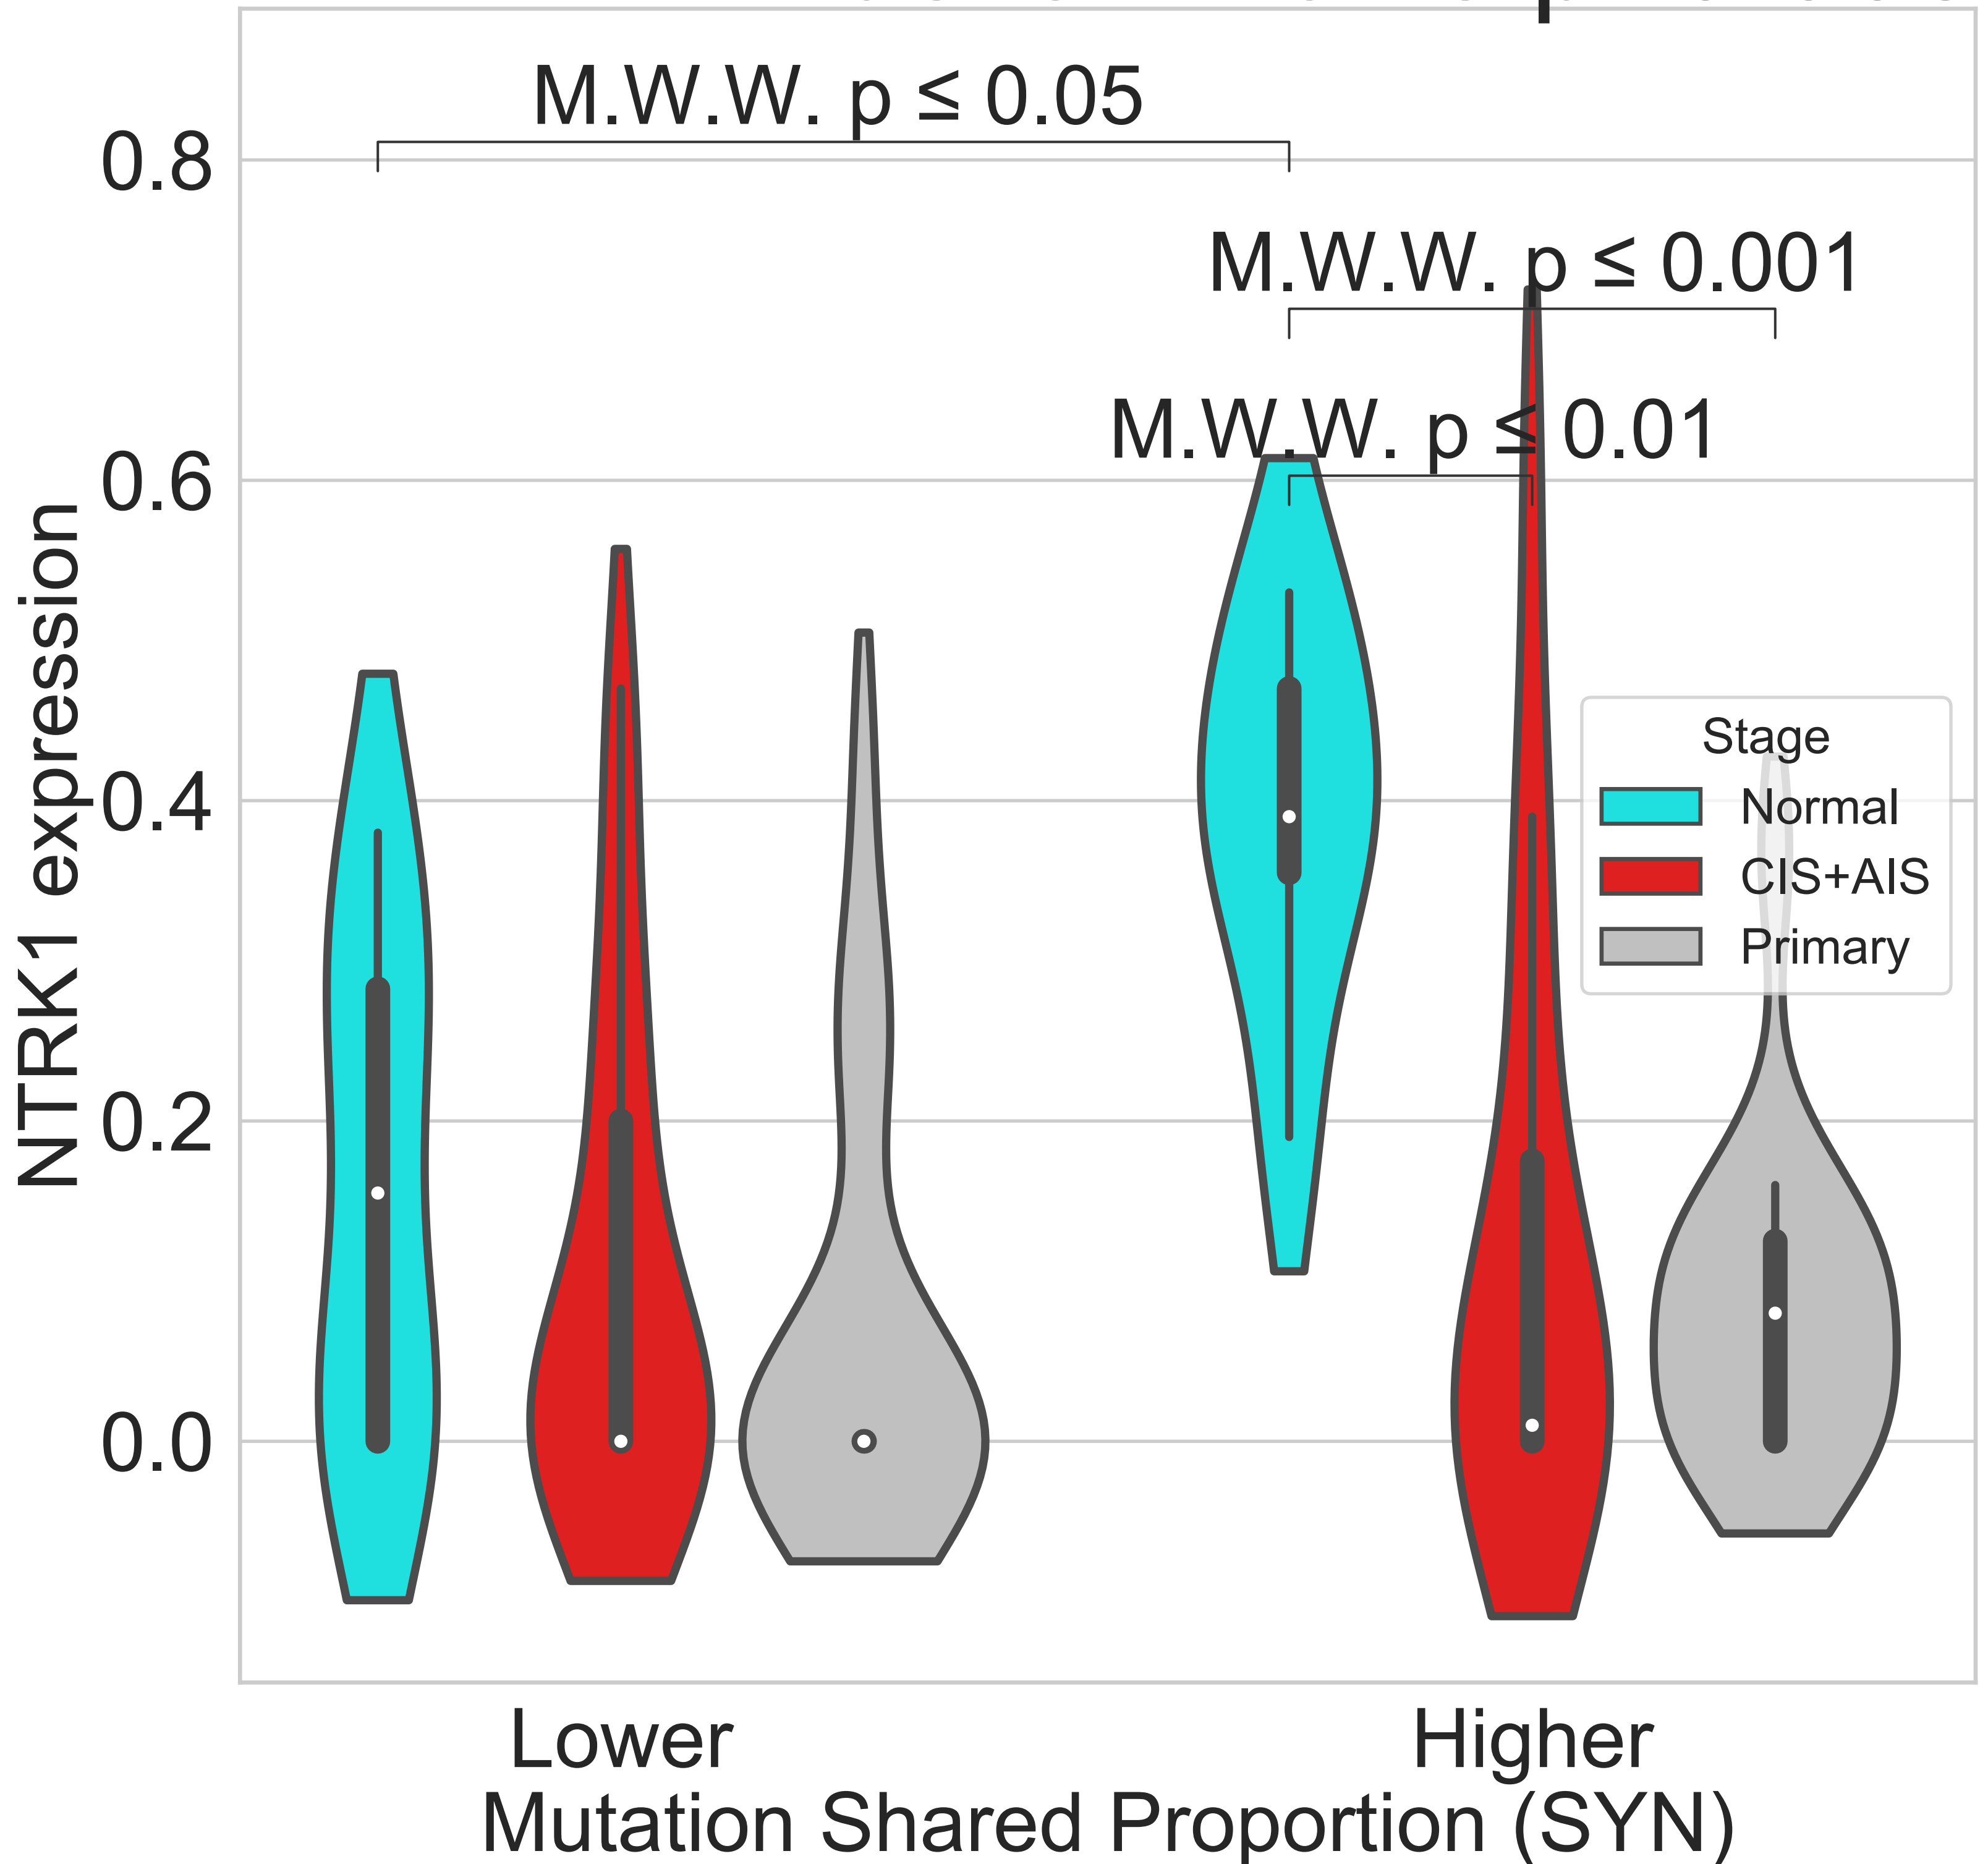 M.W.W. p ≤ 0.05
0.8
M.W.W. p ≤ 0.001
M.W.W. p ≤ 0.01
0.6
0.4
0.2
0.0
NTRK1 expression
Stage
Normal
CIS+AIS
Primary
Lower
Higher
Mutation Shared Proportion (SYN)